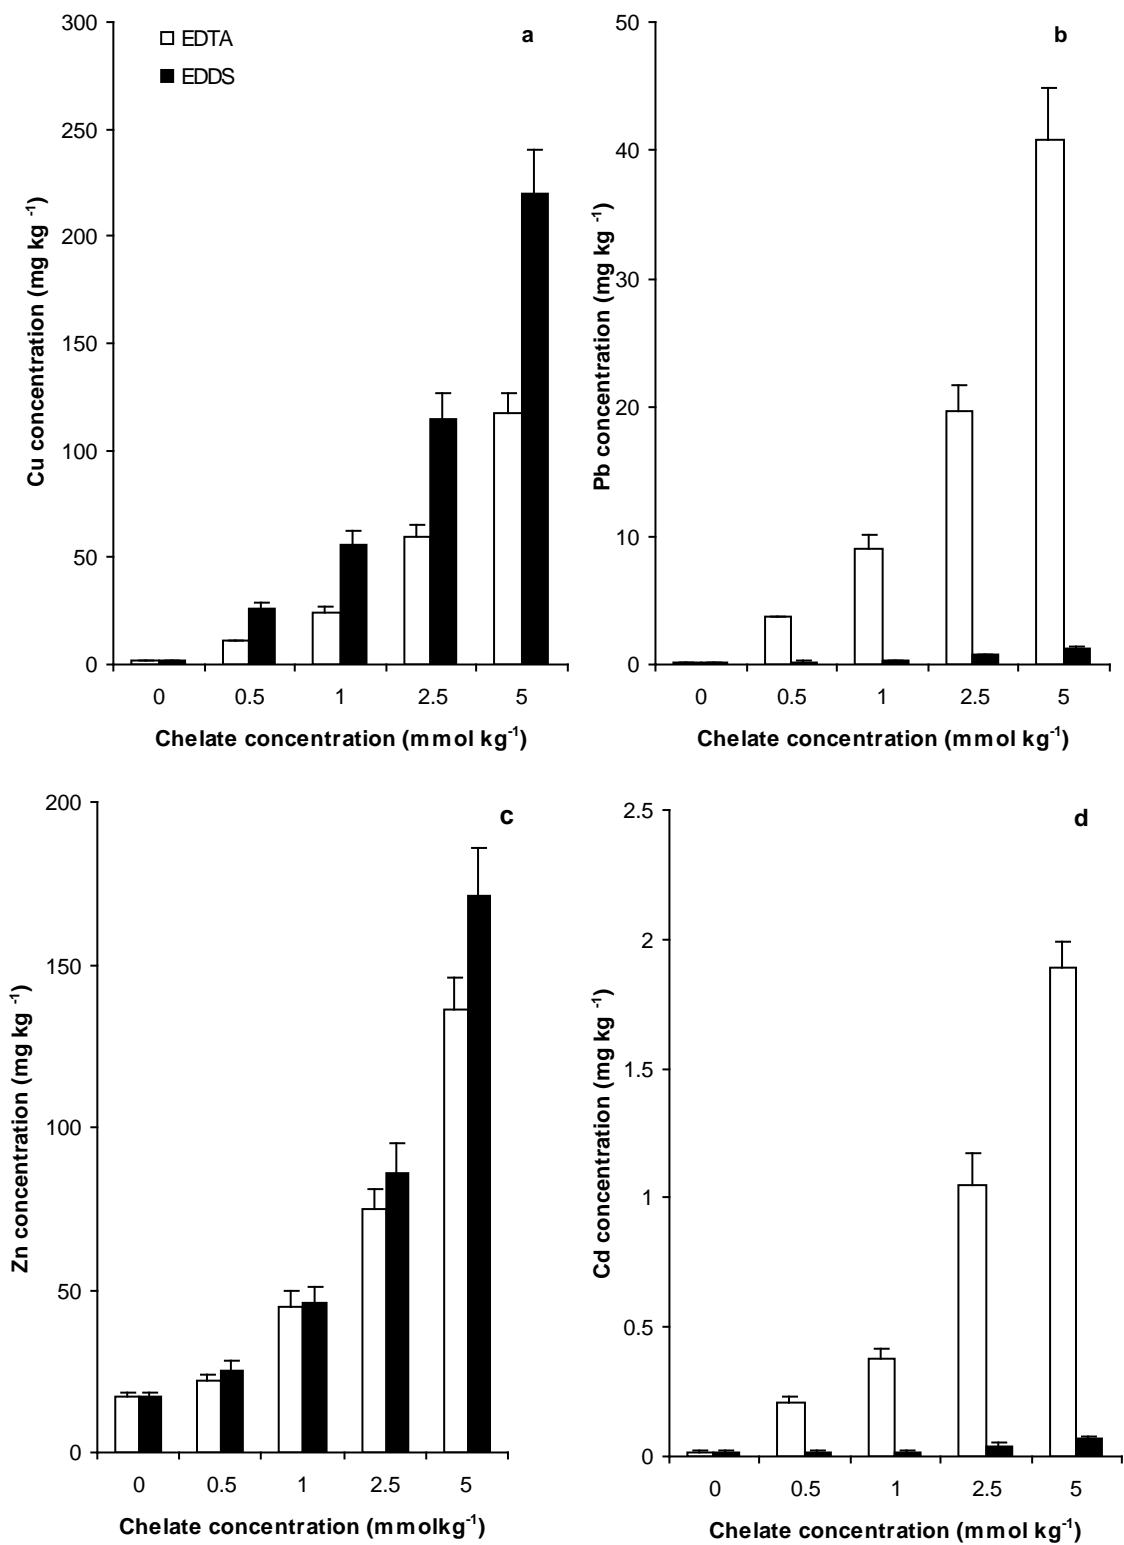 a
EDTA
EDDS
300
250
200
150
100
50
0
Cu concentration (mg kg -1)
0 0.5 1 2.5 5
Chelate concentration (mmol kg-1)
b
50
40
30
20
10
0
Pb concentration (mg kg -1)
0 0.5 1 2.5 5
Chelate concentration (mmol kg-1)
c
200
150
100
50
0
Zn concentration (mg kg -1)
0 0.5 1 2.5 5
Chelate concentration (mmolkg-1)
d
2.5
2
1.5
1
0.5
0
Cd concentration (mg kg -1)
0 0.5 1 2.5 5
Chelate concentration (mmol kg-1)